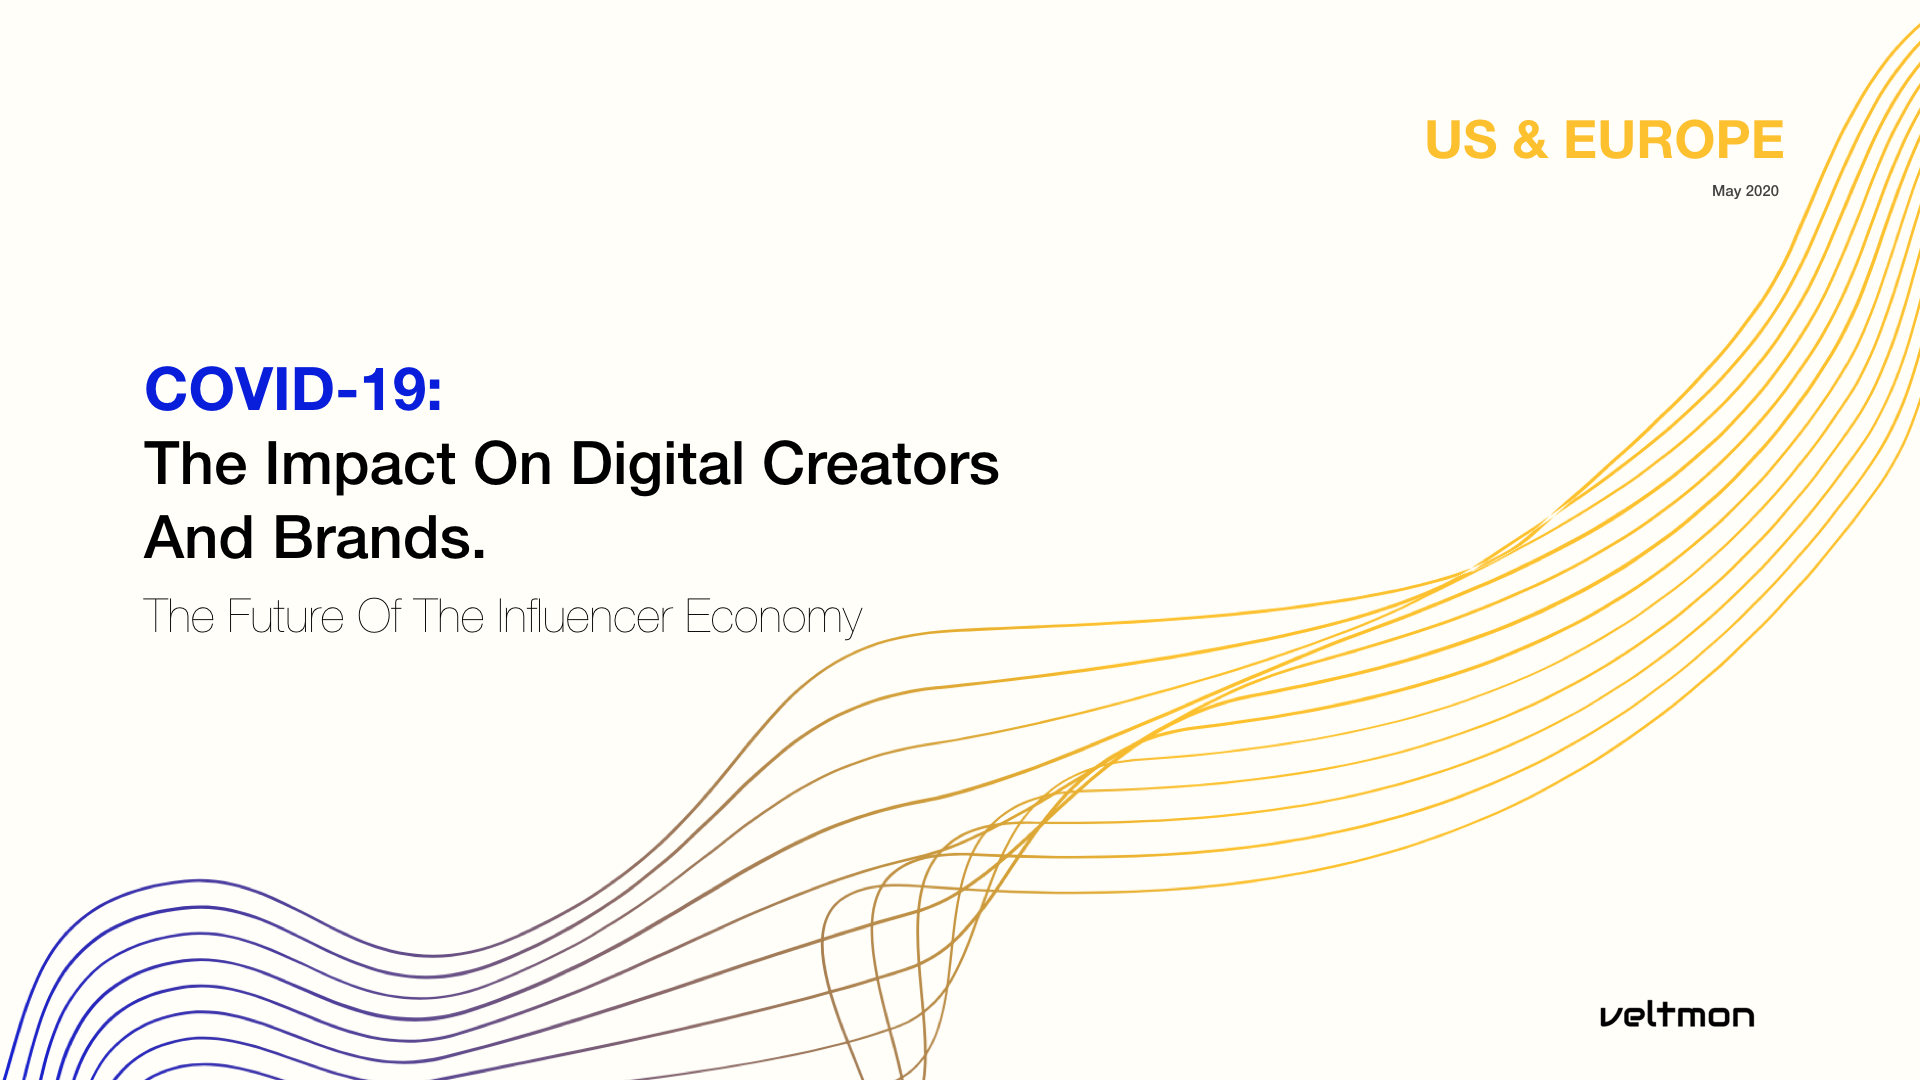 US & EUROPE
May 2020
COVID-19:
The Impact On Digital Creators
And Brands.
The Future Of The Influencer Economy
veltmon